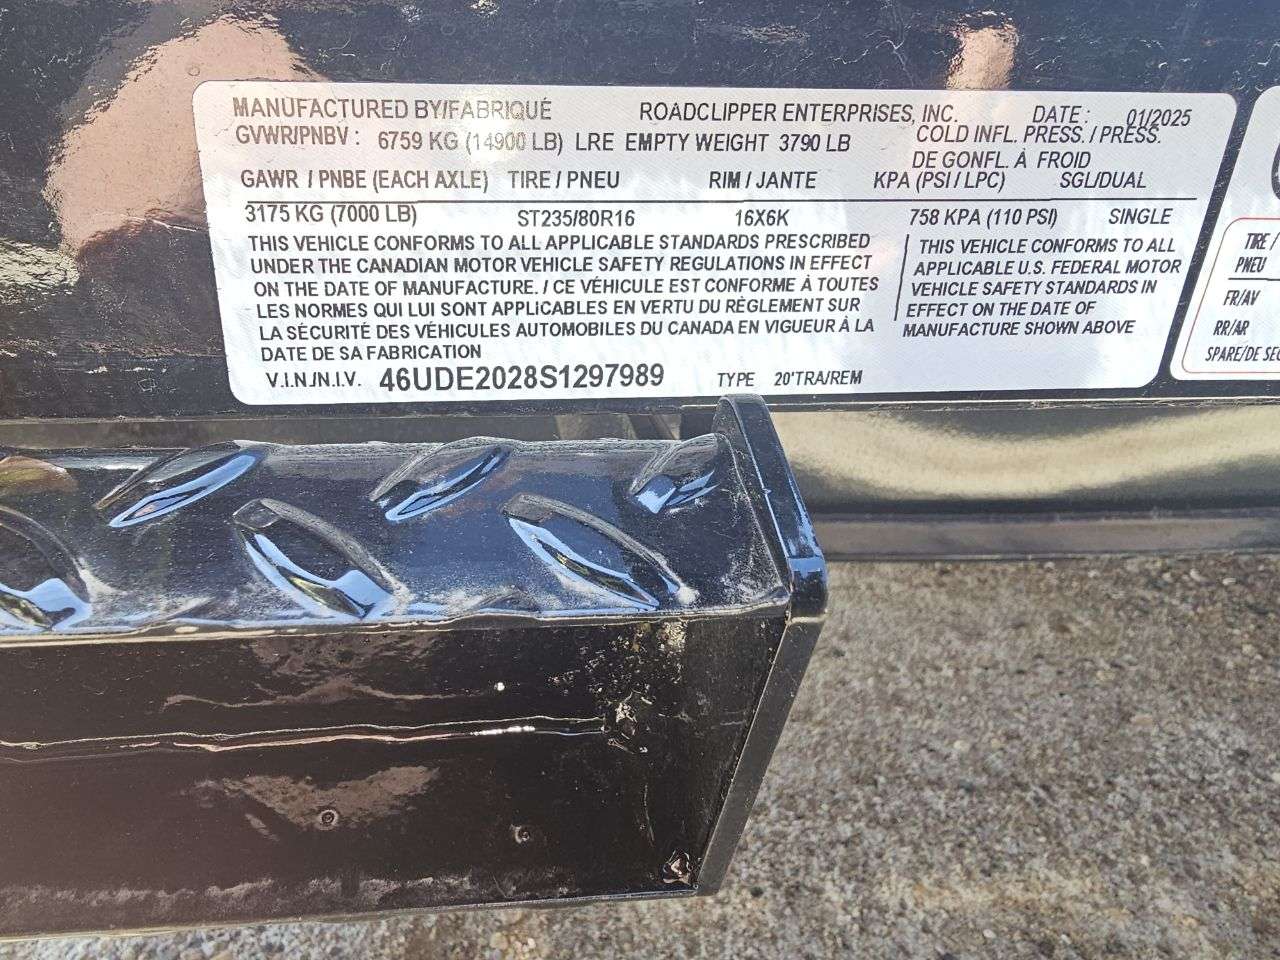 MANUFACTURED BY/FABRIQUÉ ROADCLIPPER ENTERPRISES, INC. DATE : 01/2025
GVWR/PNBV : 6759 KG (14900 LB) LRE EMPTY WEIGHT 3790 LB COLD INFL. PRESS. / PRESS.
DE GONFL. À FROID
GAWR / PNBE (EACH AXLE) TIRE / PNEU RIM / JANTE KPA (PSI / LPC) SGL/DUAL
3175 KG (7000 LB) ST235/80R16 16X6K 758 KPA (110 PSI) SINGLE
THIS VEHICLE CONFORMS TO ALL APPLICABLE STANDARDS PRESCRIBED
UNDER THE CANADIAN MOTOR VEHICLE SAFETY REGULATIONS IN EFFECT
ON THE DATE OF MANUFACTURE. / CE VÉHICULE EST CONFORME À TOUTES
LES NORMES QUI LUI SONT APPLICABLES EN VERTU DU RÈGLEMENT SUR
LA SÉCURITÉ DES VÉHICULES AUTOMOBILES DU CANADA EN VIGUEUR À LA
DATE DE SA FABRICATION
THIS VEHICLE CONFORMS TO ALL
APPLICABLE U.S. FEDERAL MOTOR
VEHICLE SAFETY STANDARDS IN
EFFECT ON THE DATE OF
MANUFACTURE SHOWN ABOVE
V.I.N./N.I.V. 46UDE2028S1297989 TYPE 20'TRA/REM
TIRE /
PNEU
FR/AV
RR/AR
SPARE/DE